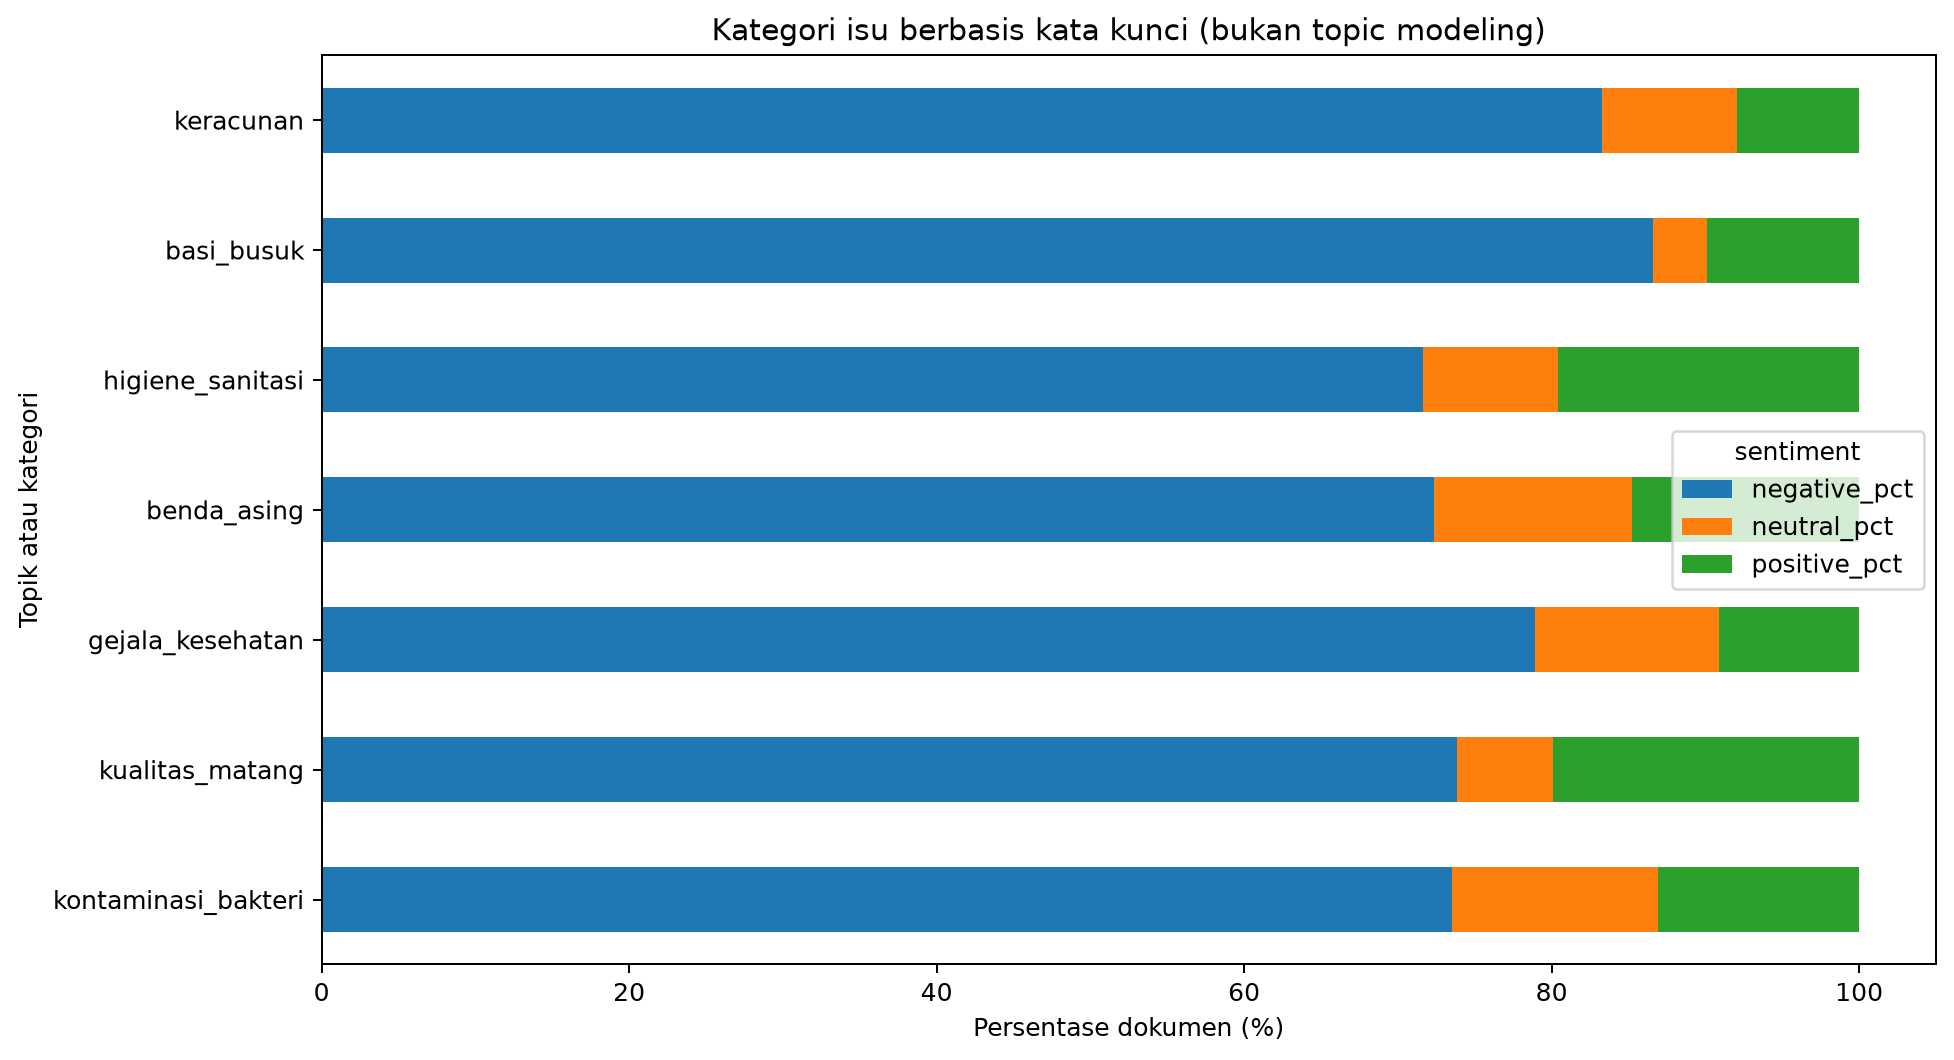 Kategori isu berbasis kata kunci (bukan topic modeling)
Topik atau kategori
keracunan
basi_busuk
higiene_sanitasi
benda_asing
gejala_kesehatan
kualitas_matang
kontaminasi_bakteri
sentiment
negative_pct
neutral_pct
positive_pct
0 20 40 60 80 100
Persentase dokumen (%)